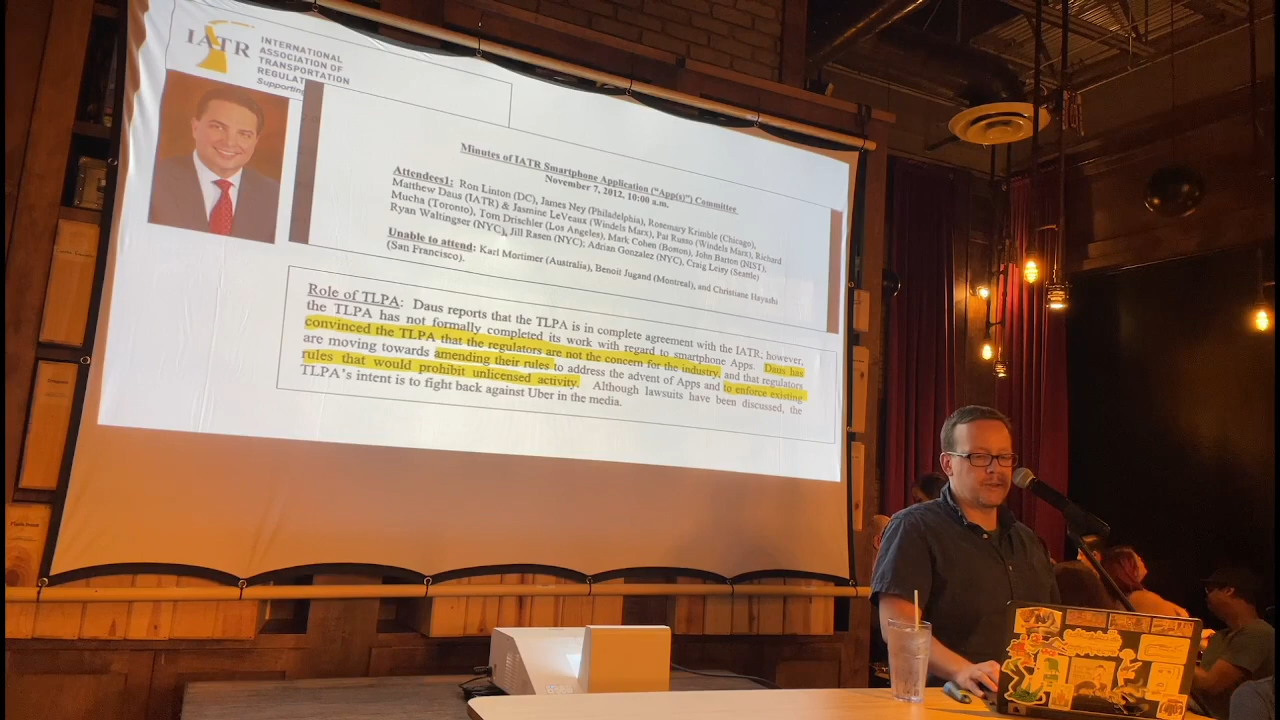 IATR
INTERNATIONAL
ASSOCIATION OF
TRANSPORTATION
REGULAT
Supporting
Minutes of IATR Smartphone Application ("App(s)") Committee
November 7, 2012, 10:00 a.m.
Attendees1: Ron Linton (DC), James Ney (Philadelphia), Rosemary Krimble (Chicago),
Matthew Daus (IATR) & Jasmine LeVeaux (Windels Marx), Pat Russo (Windels Marx), Richard
Mucha (Toronto), Tom Drischler (Los Angeles), Mark Cohen (Boston), John Barton (NIST),
Ryan Waltingser (NYC), Jill Rasen (NYC); Adrian Gonzalez (NYC), Craig Leisy (Seattle)
Unable to attend: Karl Mortimer (Australia), Benoit Jugand (Montreal), and Christiane Hayashi
(San Francisco).
Role of TLPA: Daus reports that the TLPA is in complete agreement with the IATR; however,
the TLPA has not formally completed its work with regard to smartphone Apps. Daus has
convinced the TLPA that the regulators are not the concern for the industry, and that regulators
are moving towards amending their rules to address the advent of Apps and to enforce existing
rules that would prohibit unlicensed activity. Although lawsuits have been discussed, the
TLPA's intent is to fight back against Uber in the media.